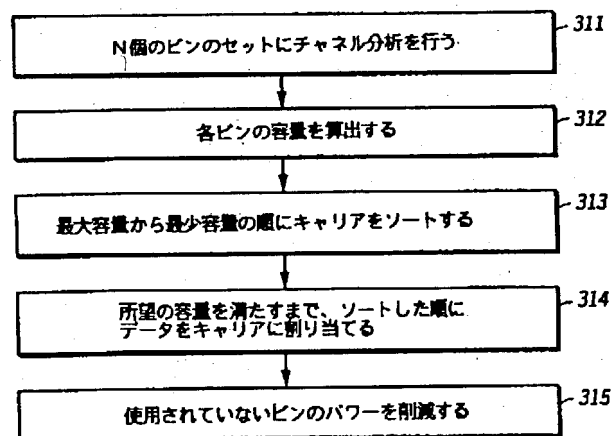 N個のビンのセットにチャネル分析を行う
311
各ビンの容量を算出する
312
最大容量から最少容量の順にキャリアをソートする
313
所望の容量を満たすまで、ソートした順に
データをキャリアに割り当てる
314
使用されていないビンのパワーを削減する
315